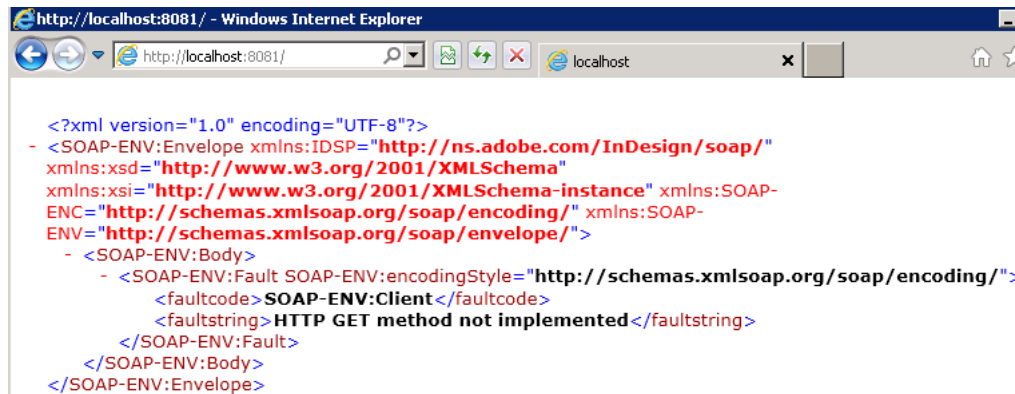 http://localhost:8081/ - Windows Internet Explorer
http://localhost:8081/
localhost
<?xml version="1.0" encoding="UTF-8"?>
- <SOAP-ENV:Envelope xmlns:IDSP="http://ns.adobe.com/InDesign/soap/"
xmlns:xsd="http://www.w3.org/2001/XMLSchema"
xmlns:xsi="http://www.w3.org/2001/XMLSchema-instance" xmlns:SOAP-
ENC="http://schemas.xmlsoap.org/soap/encoding/" xmlns:SOAP-
ENV="http://schemas.xmlsoap.org/soap/envelope/">
- <SOAP-ENV:Body>
- <SOAP-ENV:Fault SOAP-ENV:encodingStyle="http://schemas.xmlsoap.org/soap/encoding/">
<faultcode>SOAP-ENV:Client</faultcode>
<faultstring>HTTP GET method not implemented</faultstring>
</SOAP-ENV:Fault>
</SOAP-ENV:Body>
</SOAP-ENV:Envelope>